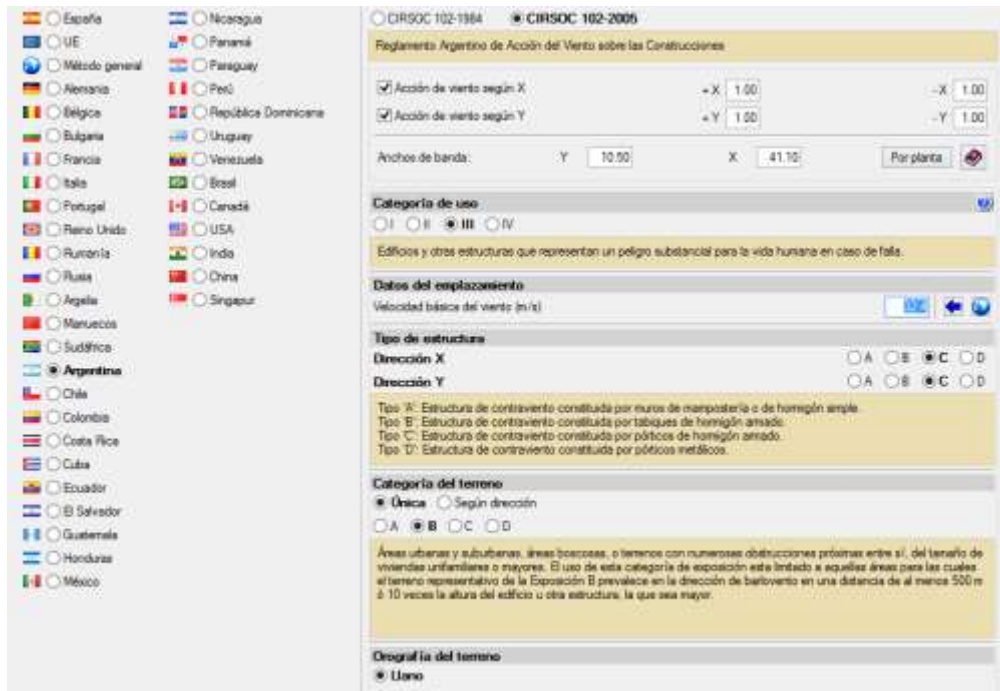 España
UE
Método general
Alemania
Bélgica
Bulgaria
Francia
Italia
Portugal
Reino Unido
Rumanía
Rusia
Argelia
Marruecos
Sudáfrica
Argentina
Chile
Colombia
Costa Rica
Cuba
Ecuador
El Salvador
Guatemala
Honduras
México
Nicaragua
Panamá
Paraguay
Perú
República Dominicana
Uruguay
Venezuela
Brasil
Canadá
USA
India
China
Singapur
CIRSOC 102-1984 CIRSOC 102-2005
Reglamento Argentino de Acción del Viento sobre las Construcciones
Acción de viento según X +X 1.00 -X 1.00
Acción de viento según Y +Y 1.00 -Y 1.00
Anchos de banda: Y 10.50 X 41.10 Por planta
Categoría de uso
I II III IV
Edificios y otras estructuras que representan un peligro substancial para la vida humana en caso de falla.
Datos del emplazamiento
Velocidad básica del viento (m/s)
Tipo de estructura
Dirección X A B C D
Dirección Y A B C D
Tipo 'A': Estructura de contraviento constituida por muros de mampostería o de hormigón simple.
Tipo 'B': Estructura de contraviento constituida por tabiques de hormigón armado.
Tipo 'C': Estructura de contraviento constituida por pórticos de hormigón armado.
Tipo 'D': Estructura de contraviento constituida por pórticos metálicos.
Categoría del terreno
Única Según dirección
A B C D
Áreas urbanas y suburbanas, áreas boscosas, o terrenos con numerosas obstrucciones próximas entre sí, del tamaño de
viviendas unifamiliares o mayores. El uso de esta categoría de exposición esta limitado a aquellas áreas para las cuales
el terreno representativo de la Exposición B prevalece en la dirección de barlovento en una distancia de al menos 500 m
ó 10 veces la altura del edificio u otra estructura, la que sea mayor.
Orografía del terreno
Llano